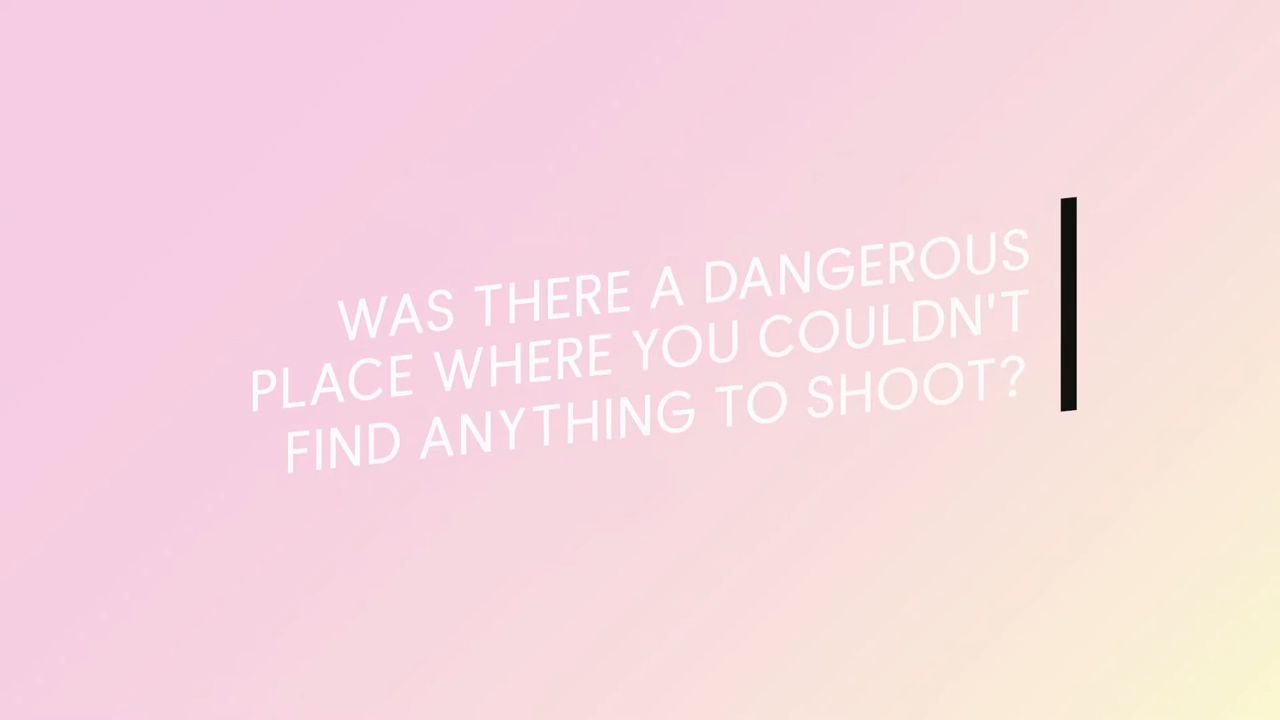 WAS THERE A DANGEROUS
PLACE WHERE YOU COULDN'T
FIND ANYTHING TO SHOOT?